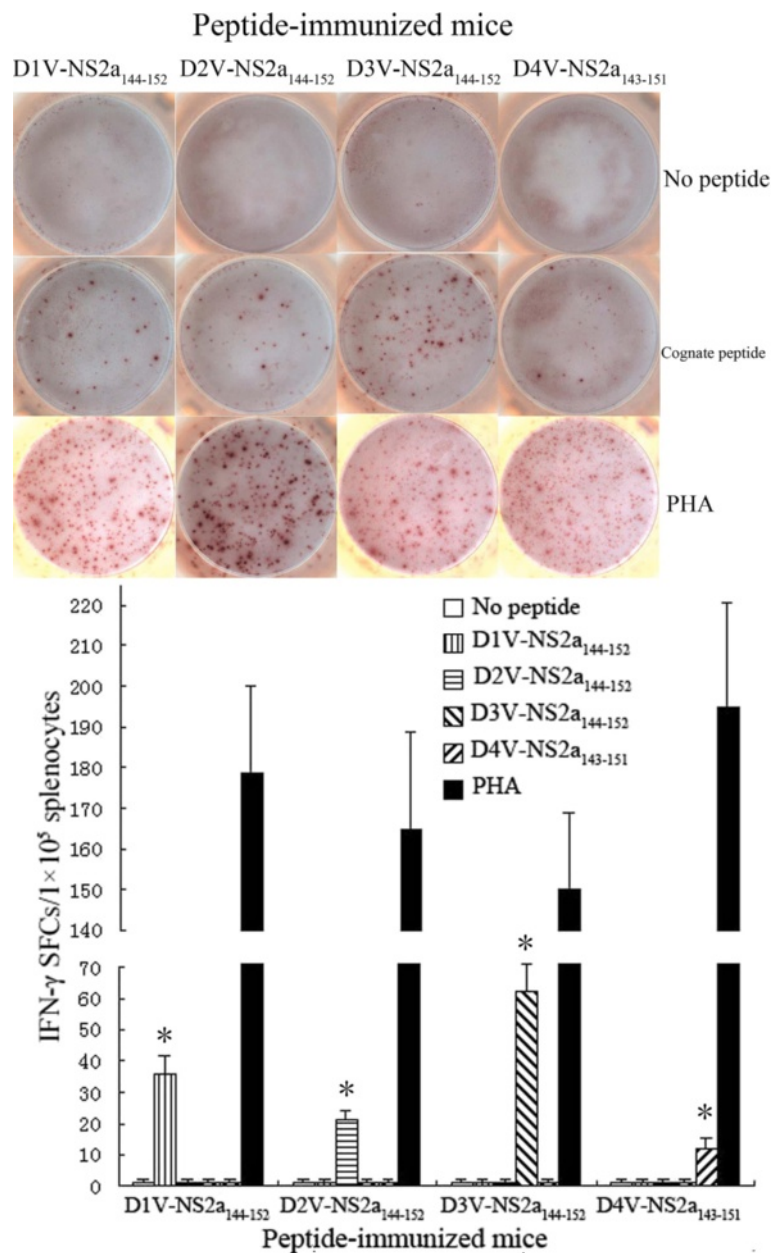 Peptide-immunized mice
D1V-NS2a144-152 D2V-NS2a144-152 D3V-NS2a144-152 D4V-NS2a143-151
No peptide
Cognate peptide
PHA
220
210
200
190
180
170
160
150
140
70
60
50
40
30
20
10
0
IFN-γ SFCs/1×10⁵ splenocytes
No peptide
D1V-NS2a144-152
D2V-NS2a144-152
D3V-NS2a144-152
D4V-NS2a143-151
PHA
*
*
*
*
D1V-NS2a144-152 D2V-NS2a144-152 D3V-NS2a144-152 D4V-NS2a143-151
Peptide-immunized mice